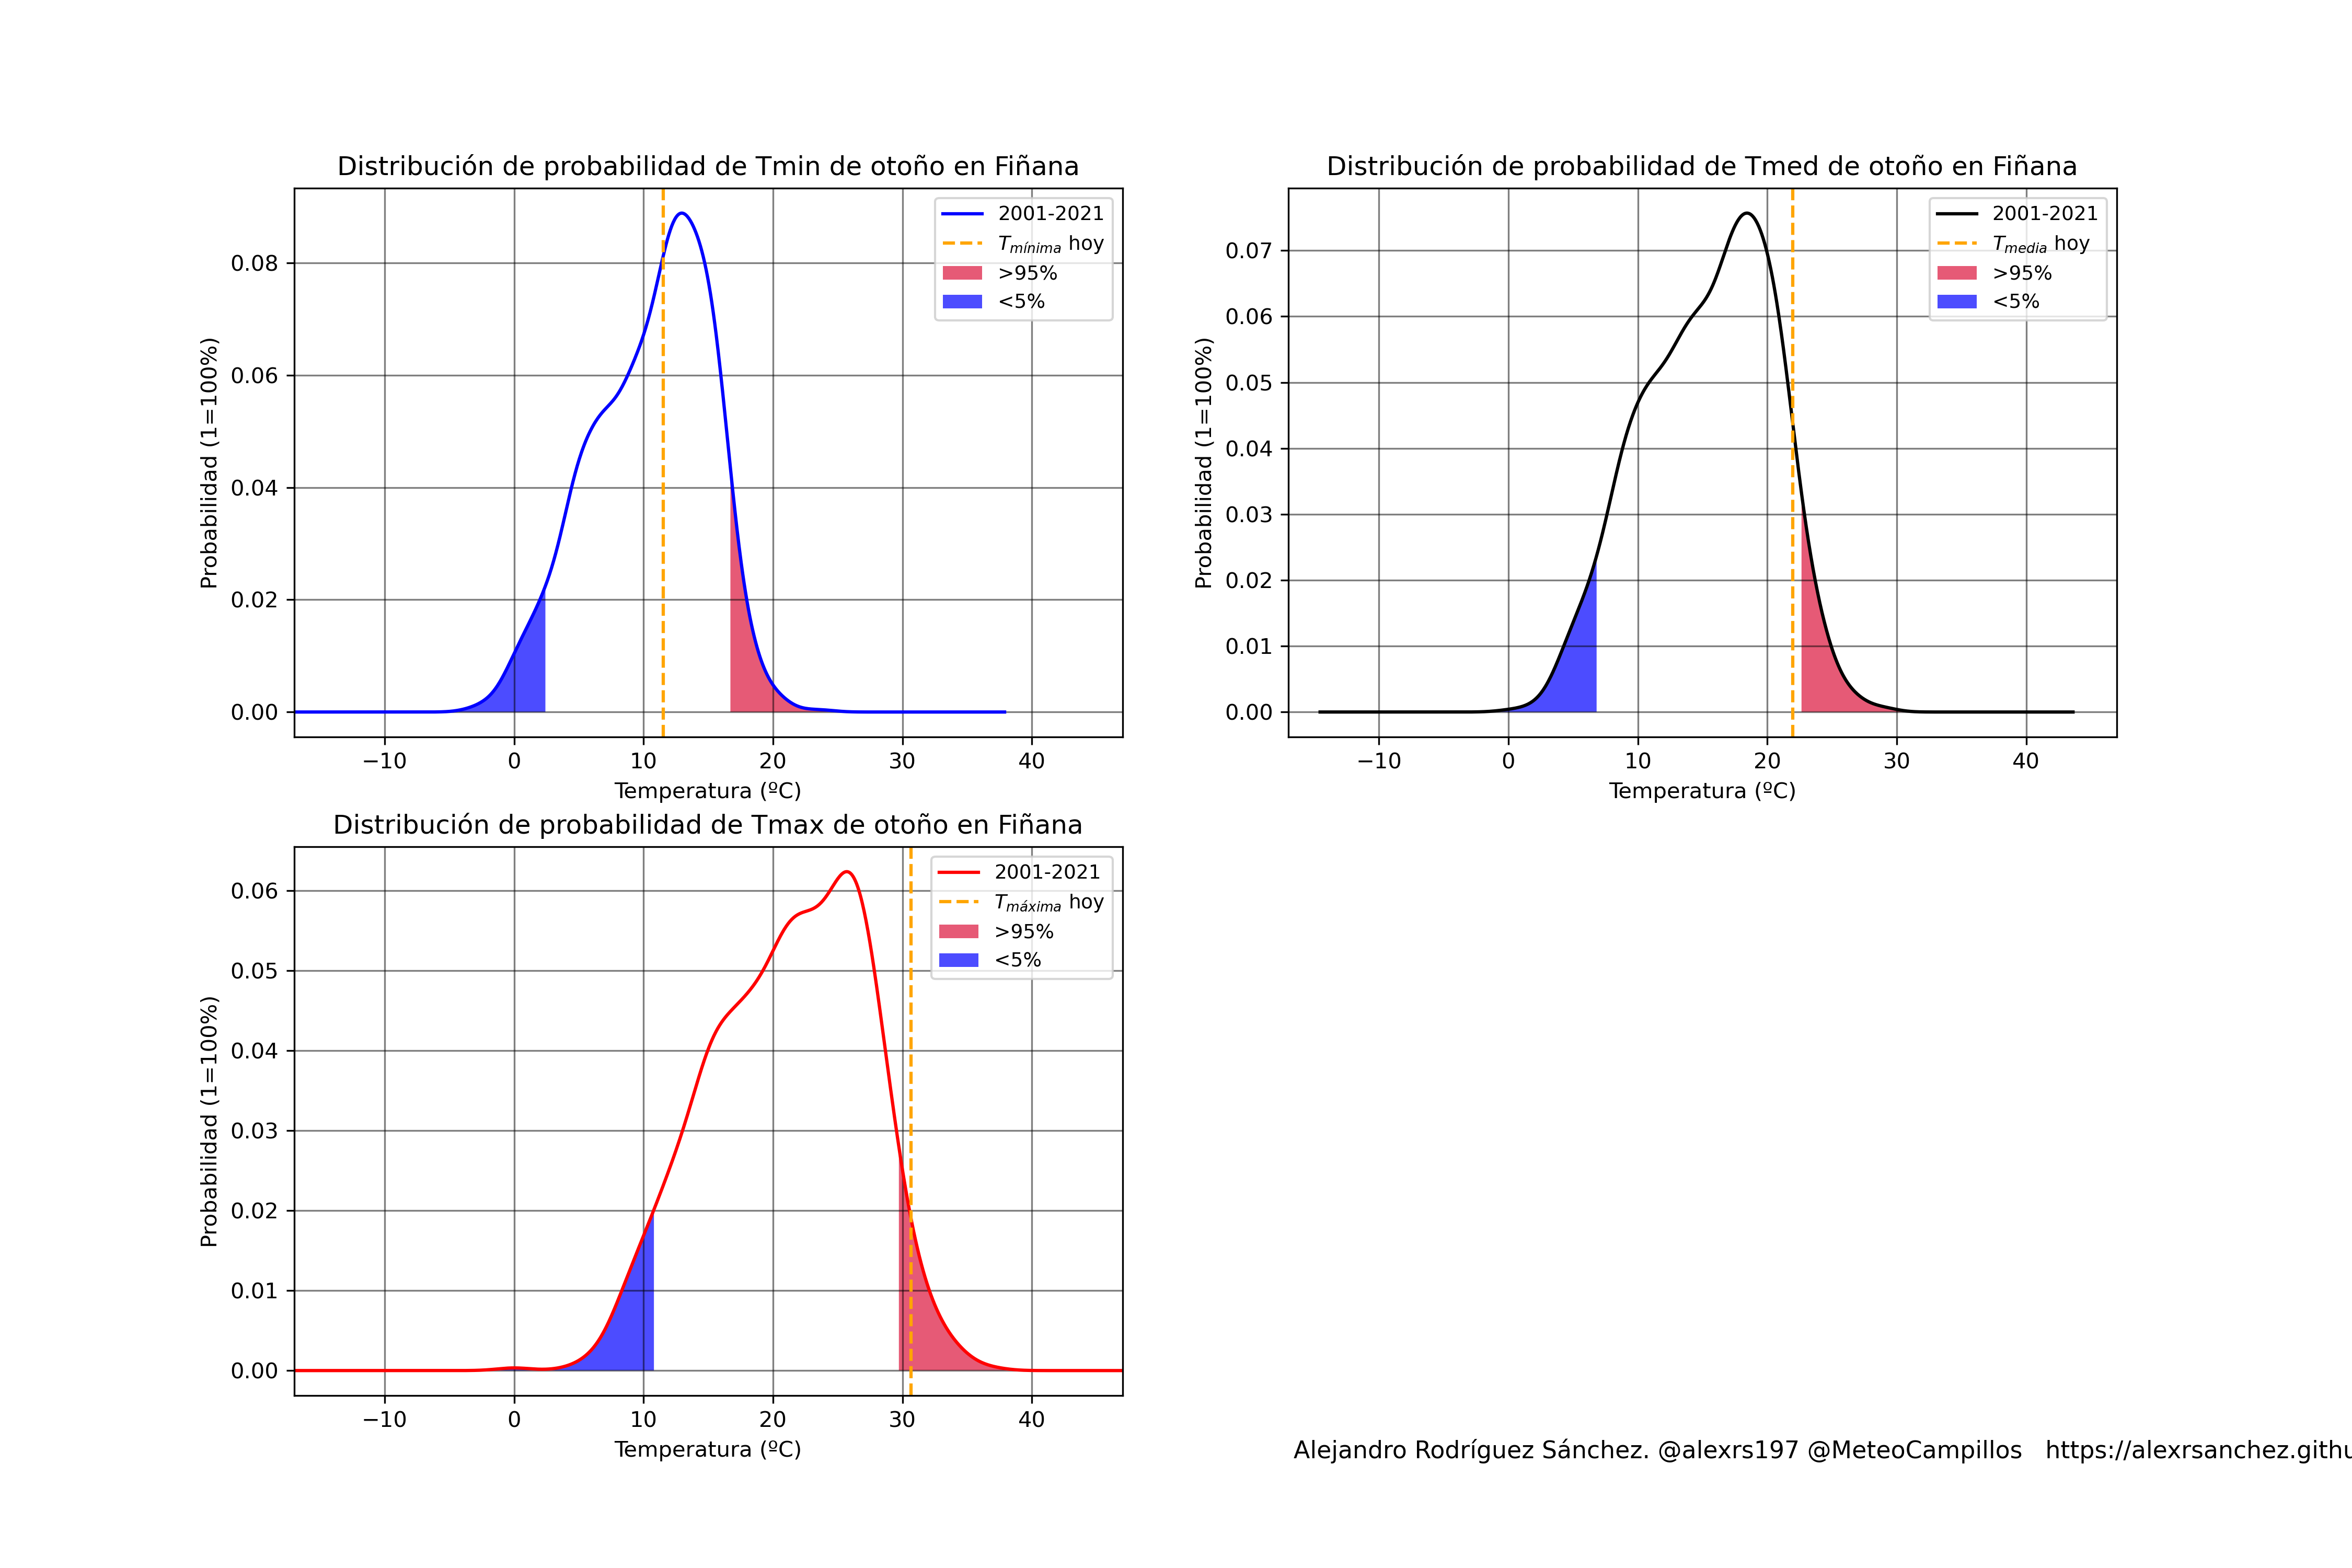 Distribución de probabilidad de Tmin de otoño en Fiñana
Probabilidad (1=100%)
0.08
0.06
0.04
0.02
0.00
−10 0 10 20 30 40
Temperatura (ºC)
2001-2021
Tmínima hoy
>95%
<5%
Distribución de probabilidad de Tmed de otoño en Fiñana
Probabilidad (1=100%)
0.07
0.06
0.05
0.04
0.03
0.02
0.01
0.00
−10 0 10 20 30 40
Temperatura (ºC)
2001-2021
Tmedia hoy
>95%
<5%
Distribución de probabilidad de Tmax de otoño en Fiñana
Probabilidad (1=100%)
0.06
0.05
0.04
0.03
0.02
0.01
0.00
−10 0 10 20 30 40
Temperatura (ºC)
2001-2021
Tmáxima hoy
>95%
<5%
Alejandro Rodríguez Sánchez. @alexrs197 @MeteoCampillos https://alexrsanchez.githu